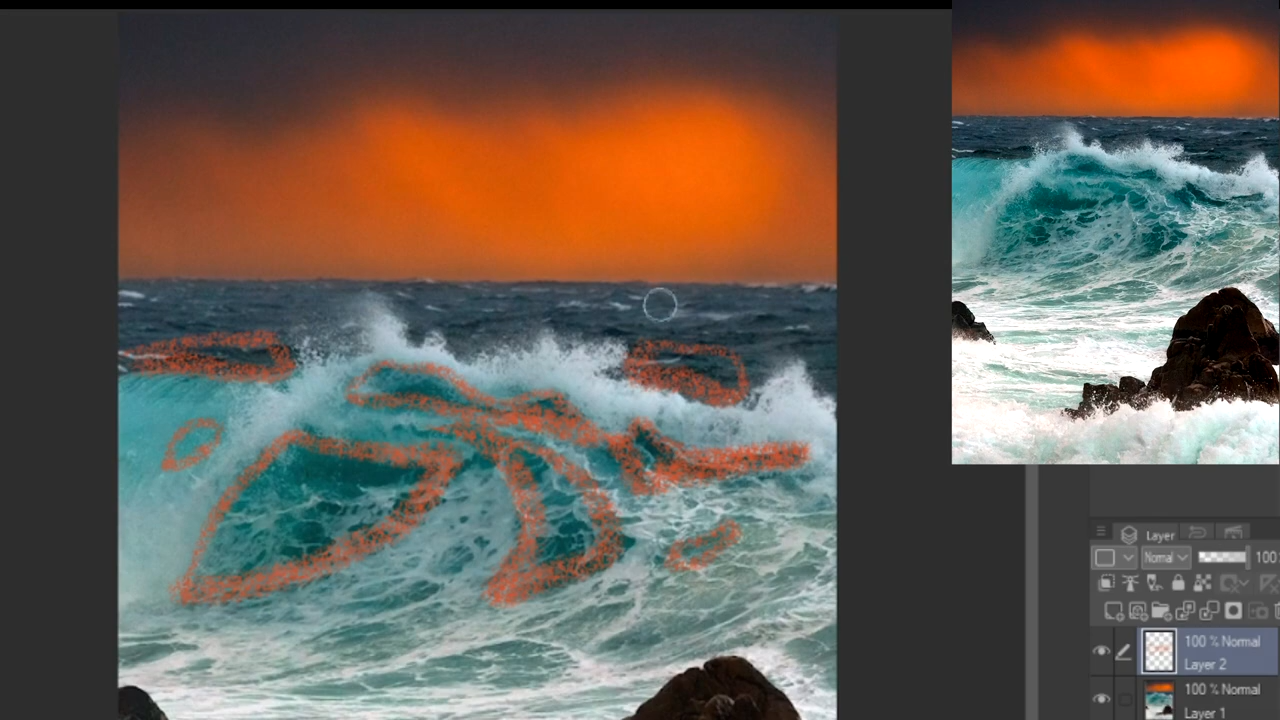 Layer
Normal
100
100 % Normal
Layer 2
100 % Normal
Layer 1